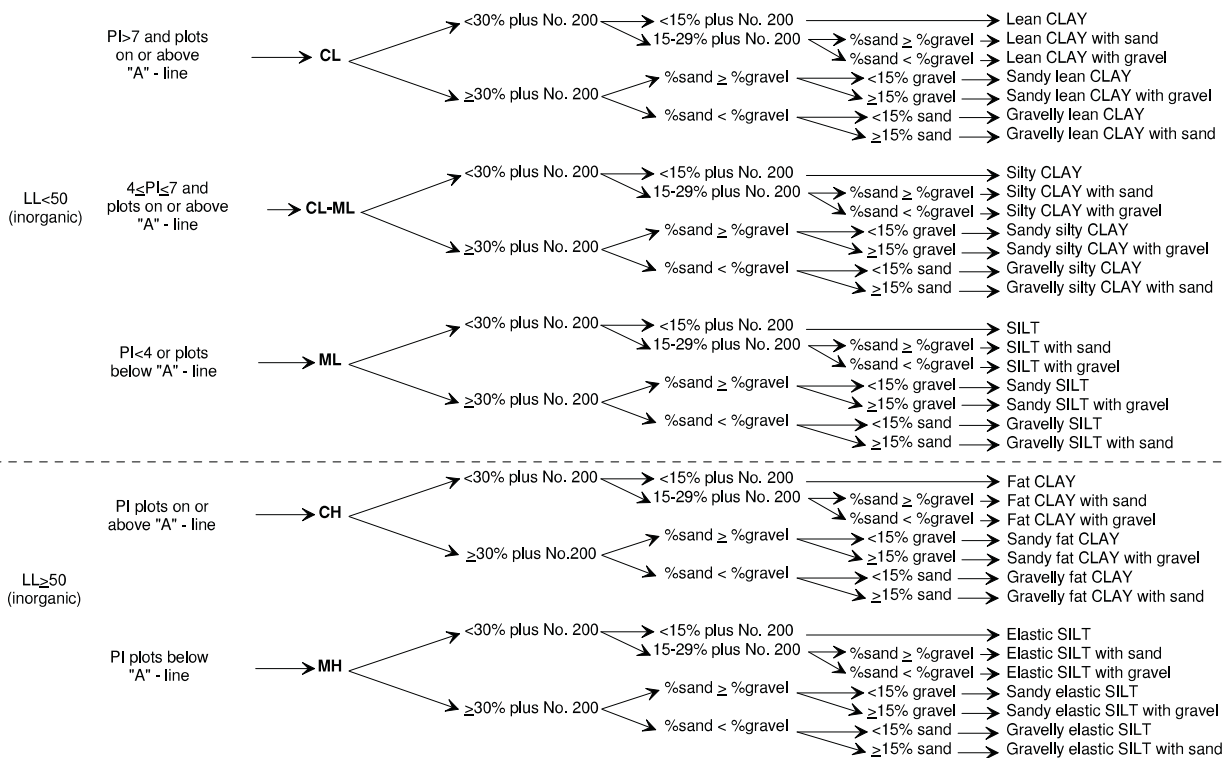 <30% plus No. 200 <15% plus No. 200 Lean CLAY
PI>7 and plots on or above "A" - line CL 15-29% plus No. 200 %sand ≥ %gravel Lean CLAY with sand
%sand < %gravel Lean CLAY with gravel
≥30% plus No. 200 %sand ≥ %gravel <15% gravel Sandy lean CLAY
≥15% gravel Sandy lean CLAY with gravel
%sand < %gravel <15% sand Gravelly lean CLAY
≥15% sand Gravelly lean CLAY with sand
LL<50 (inorganic)
<30% plus No. 200 <15% plus No. 200 Silty CLAY
4≤PI≤7 and plots on or above "A" - line CL-ML 15-29% plus No. 200 %sand ≥ %gravel Silty CLAY with sand
%sand < %gravel Silty CLAY with gravel
≥30% plus No. 200 %sand ≥ %gravel <15% gravel Sandy silty CLAY
≥15% gravel Sandy silty CLAY with gravel
%sand < %gravel <15% sand Gravelly silty CLAY
≥15% sand Gravelly silty CLAY with sand
<30% plus No. 200 <15% plus No. 200 SILT
PI<4 or plots below "A" - line ML 15-29% plus No. 200 %sand ≥ %gravel SILT with sand
%sand < %gravel SILT with gravel
≥30% plus No. 200 %sand ≥ %gravel <15% gravel Sandy SILT
≥15% gravel Sandy SILT with gravel
%sand < %gravel <15% sand Gravelly SILT
≥15% sand Gravelly SILT with sand
<30% plus No. 200 <15% plus No. 200 Fat CLAY
PI plots on or above "A" - line CH 15-29% plus No. 200 %sand ≥ %gravel Fat CLAY with sand
%sand < %gravel Fat CLAY with gravel
≥30% plus No.200 %sand ≥ %gravel <15% gravel Sandy fat CLAY
≥15% gravel Sandy fat CLAY with gravel
%sand < %gravel <15% sand Gravelly fat CLAY
≥15% sand Gravelly fat CLAY with sand
LL≥50 (inorganic)
<30% plus No. 200 <15% plus No. 200 Elastic SILT
PI plots below "A" - line MH 15-29% plus No. 200 %sand ≥ %gravel Elastic SILT with sand
%sand < %gravel Elastic SILT with gravel
≥30% plus No. 200 %sand ≥ %gravel <15% gravel Sandy elastic SILT
≥15% gravel Sandy elastic SILT with gravel
%sand < %gravel <15% sand Gravelly elastic SILT
≥15% sand Gravelly elastic SILT with sand